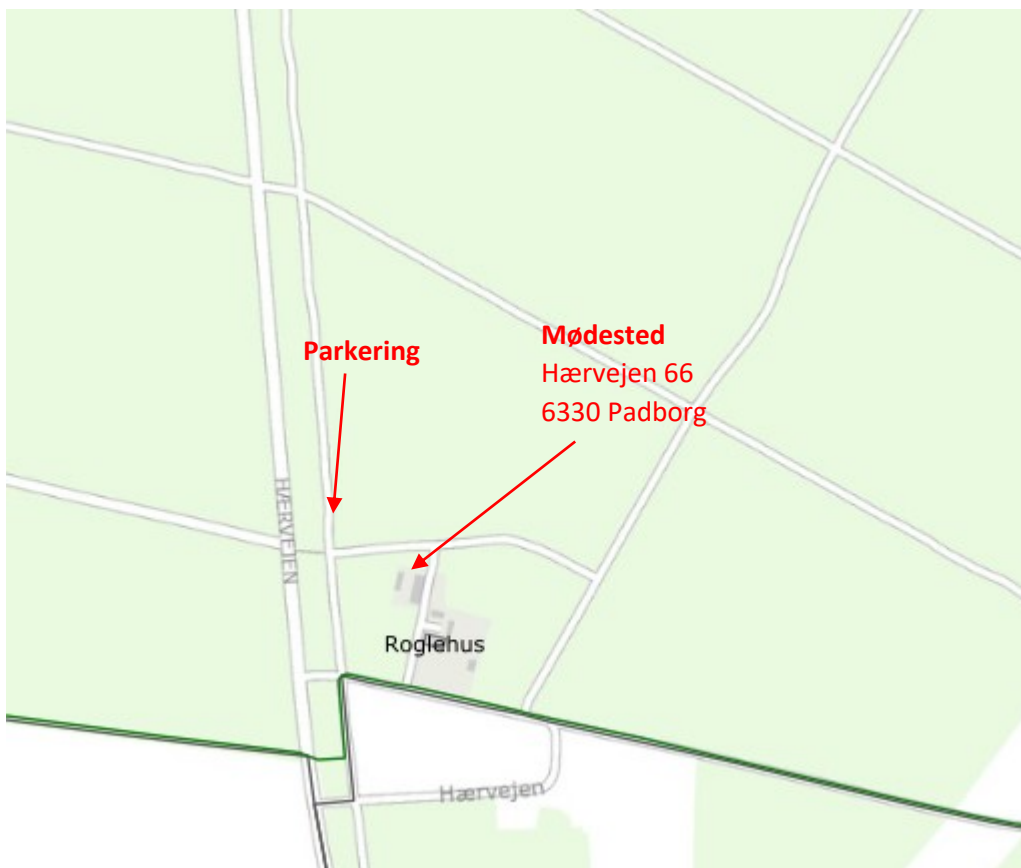 Parkering
Mødested
Hærvejen 66
6330 Padborg
HÆRVEJEN
Roglehus
Hærvejen